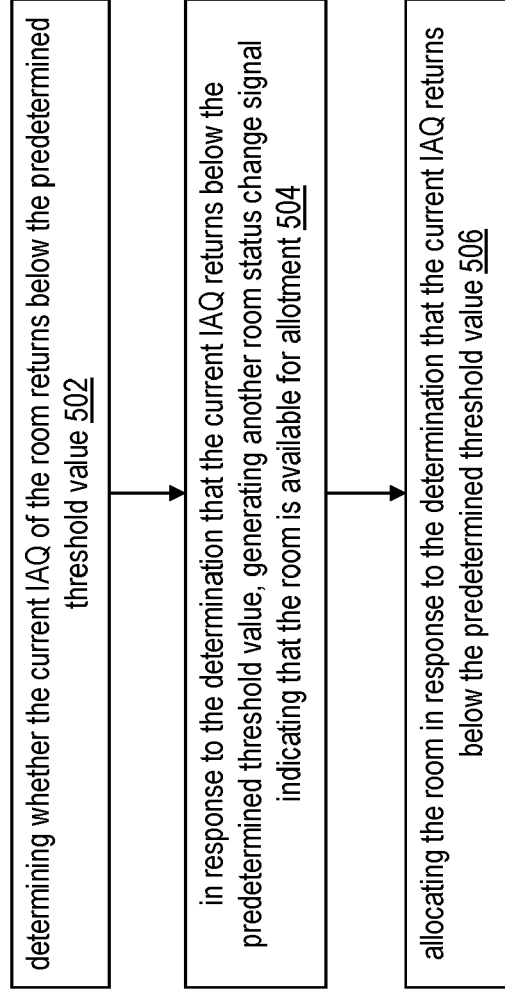 determining whether the current IAQ of the room returns below the predetermined
threshold value 502
in response to the determination that the current IAQ returns below the
predetermined threshold value, generating another room status change signal
indicating that the room is available for allotment 504
allocating the room in response to the determination that the current IAQ returns
below the predetermined threshold value 506